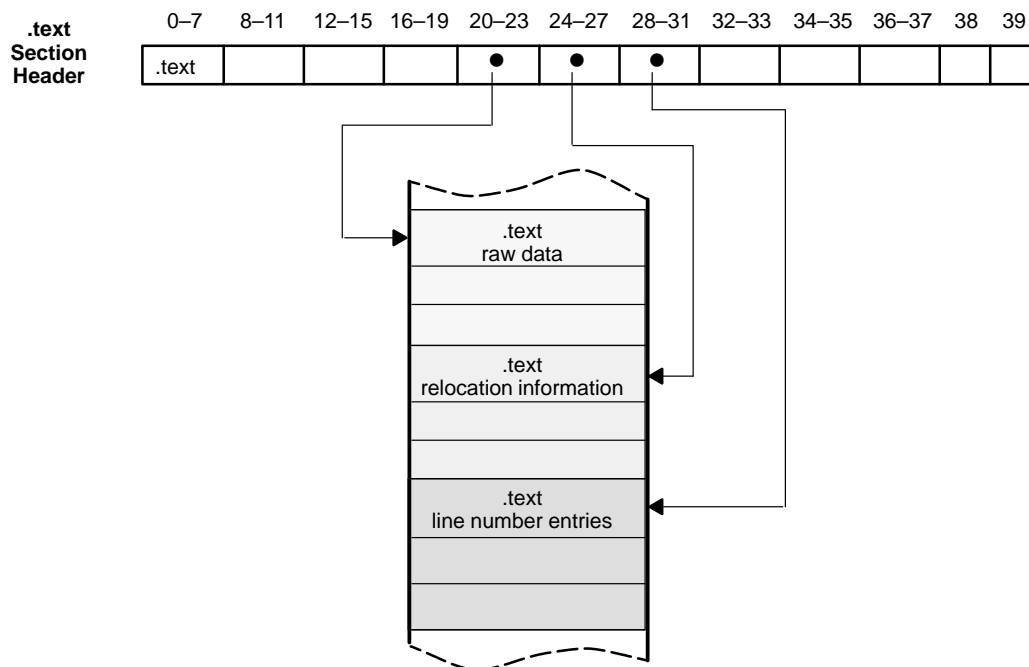 .text
Section
Header
0–7 8–11 12–15 16–19 20–23 24–27 28–31 32–33 34–35 36–37 38 39
.text
.text
raw data
.text
relocation information
.text
line number entries